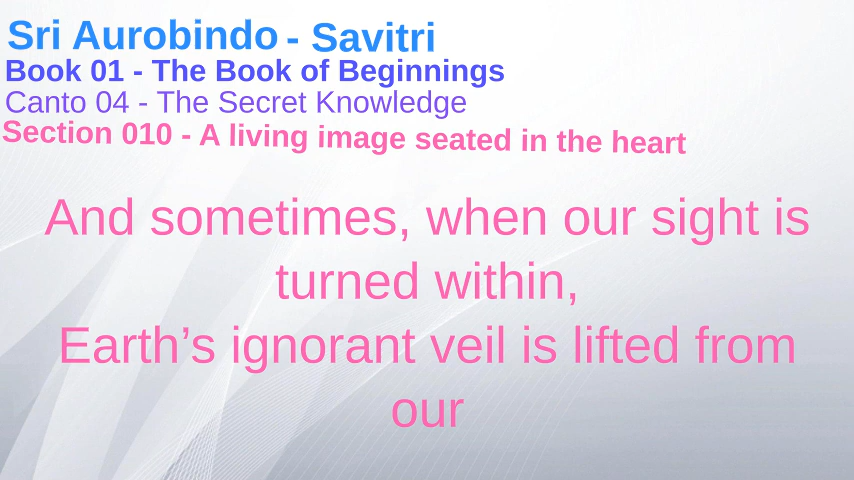 Sri Aurobindo - Savitri
Book 01 - The Book of Beginnings
Canto 04 - The Secret Knowledge
Section 010 - A living image seated in the heart
And sometimes, when our sight is
turned within,
Earth’s ignorant veil is lifted from
our